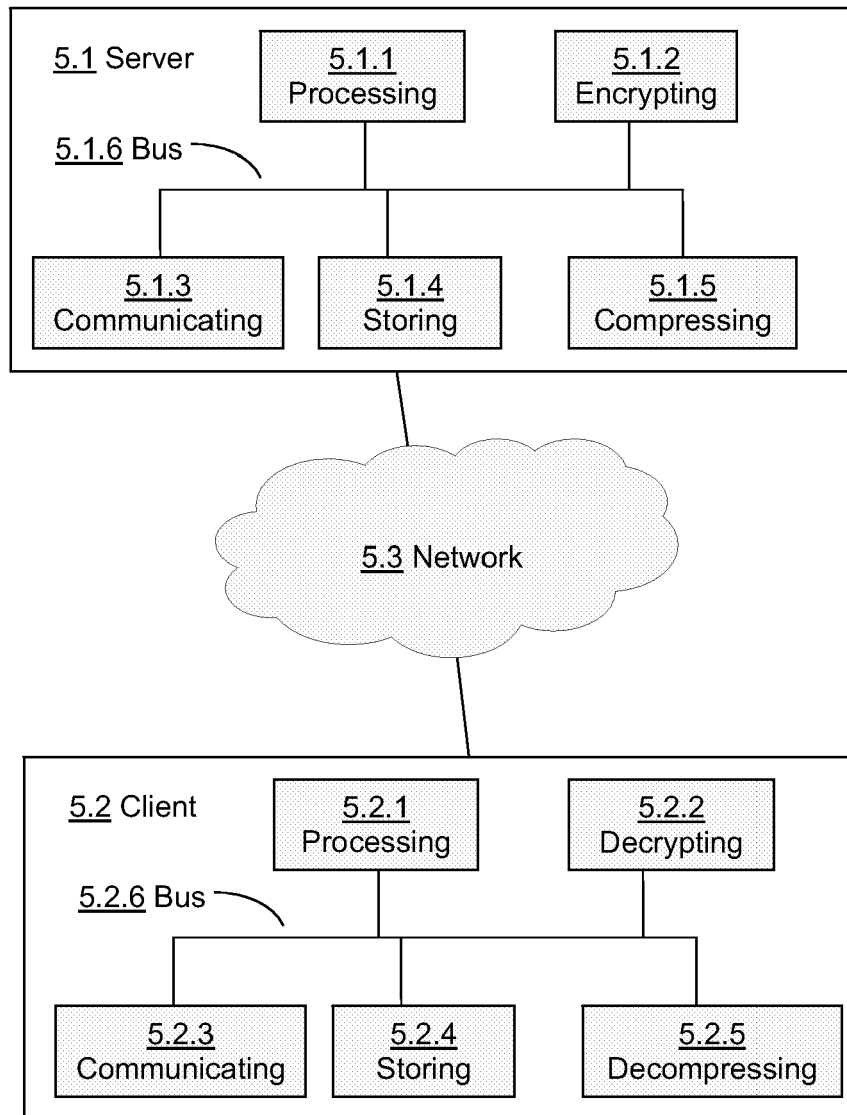 5.1 Server
5.1.1
Processing
5.1.2
Encrypting
5.1.6 Bus
5.1.3
Communicating
5.1.4
Storing
5.1.5
Compressing
5.3 Network
5.2 Client
5.2.1
Processing
5.2.2
Decrypting
5.2.6 Bus
5.2.3
Communicating
5.2.4
Storing
5.2.5
Decompressing